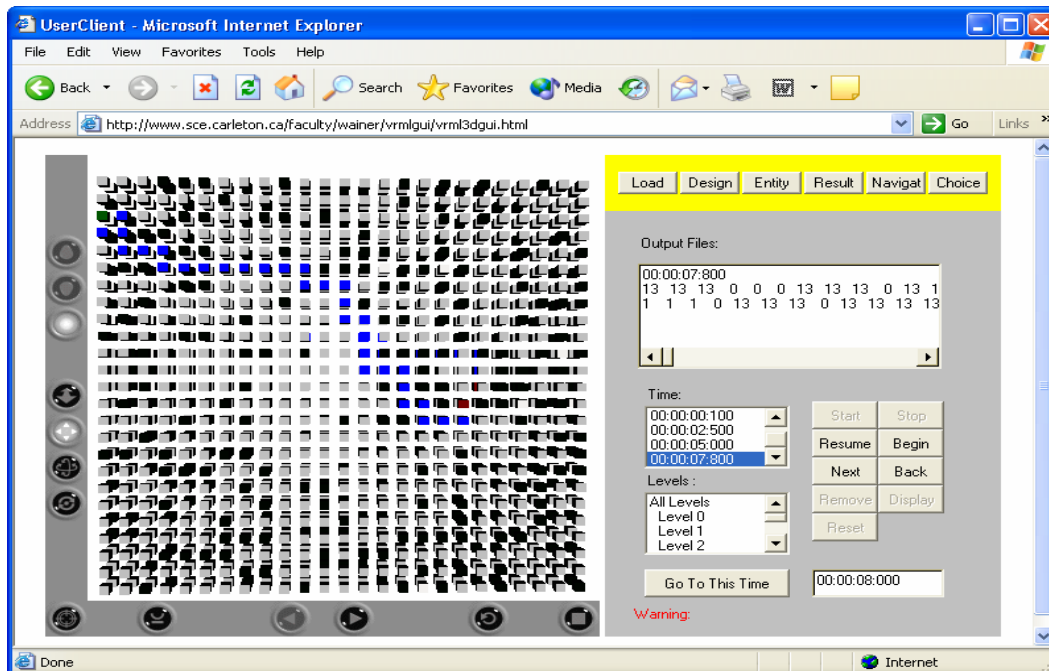 UserClient - Microsoft Internet Explorer
File Edit View Favorites Tools Help
Back Search Favorites Media
Address http://www.sce.carleton.ca/faculty/wainer/vrmlgui/vrml3dgui.html Go Links »
Load Design Entity Result Navigat Choice
Output Files:
00:00:07:800
13 13 13 0 0 0 13 13 13 0 13 1
1 1 1 0 13 13 13 0 13 13 13
Time:
00:00:00:100
00:00:02:500
00:00:05:000
00:00:07:800
Start Stop
Resume Begin
Next Back
Remove Display
Reset
Levels :
All Levels
Level 0
Level 1
Level 2
Go To This Time 00:00:08:000
Warning:
Done Internet